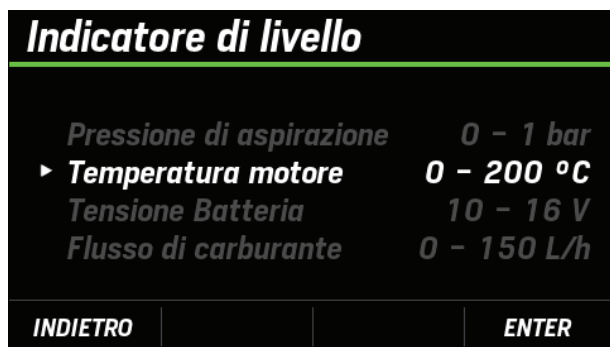 Indicatore di livello
Pressione di aspirazione 0 - 1 bar
Temperatura motore 0 - 200 ºC
Tensione Batteria 10 - 16 V
Flusso di carburante 0 - 150 L/h
INDIETRO ENTER